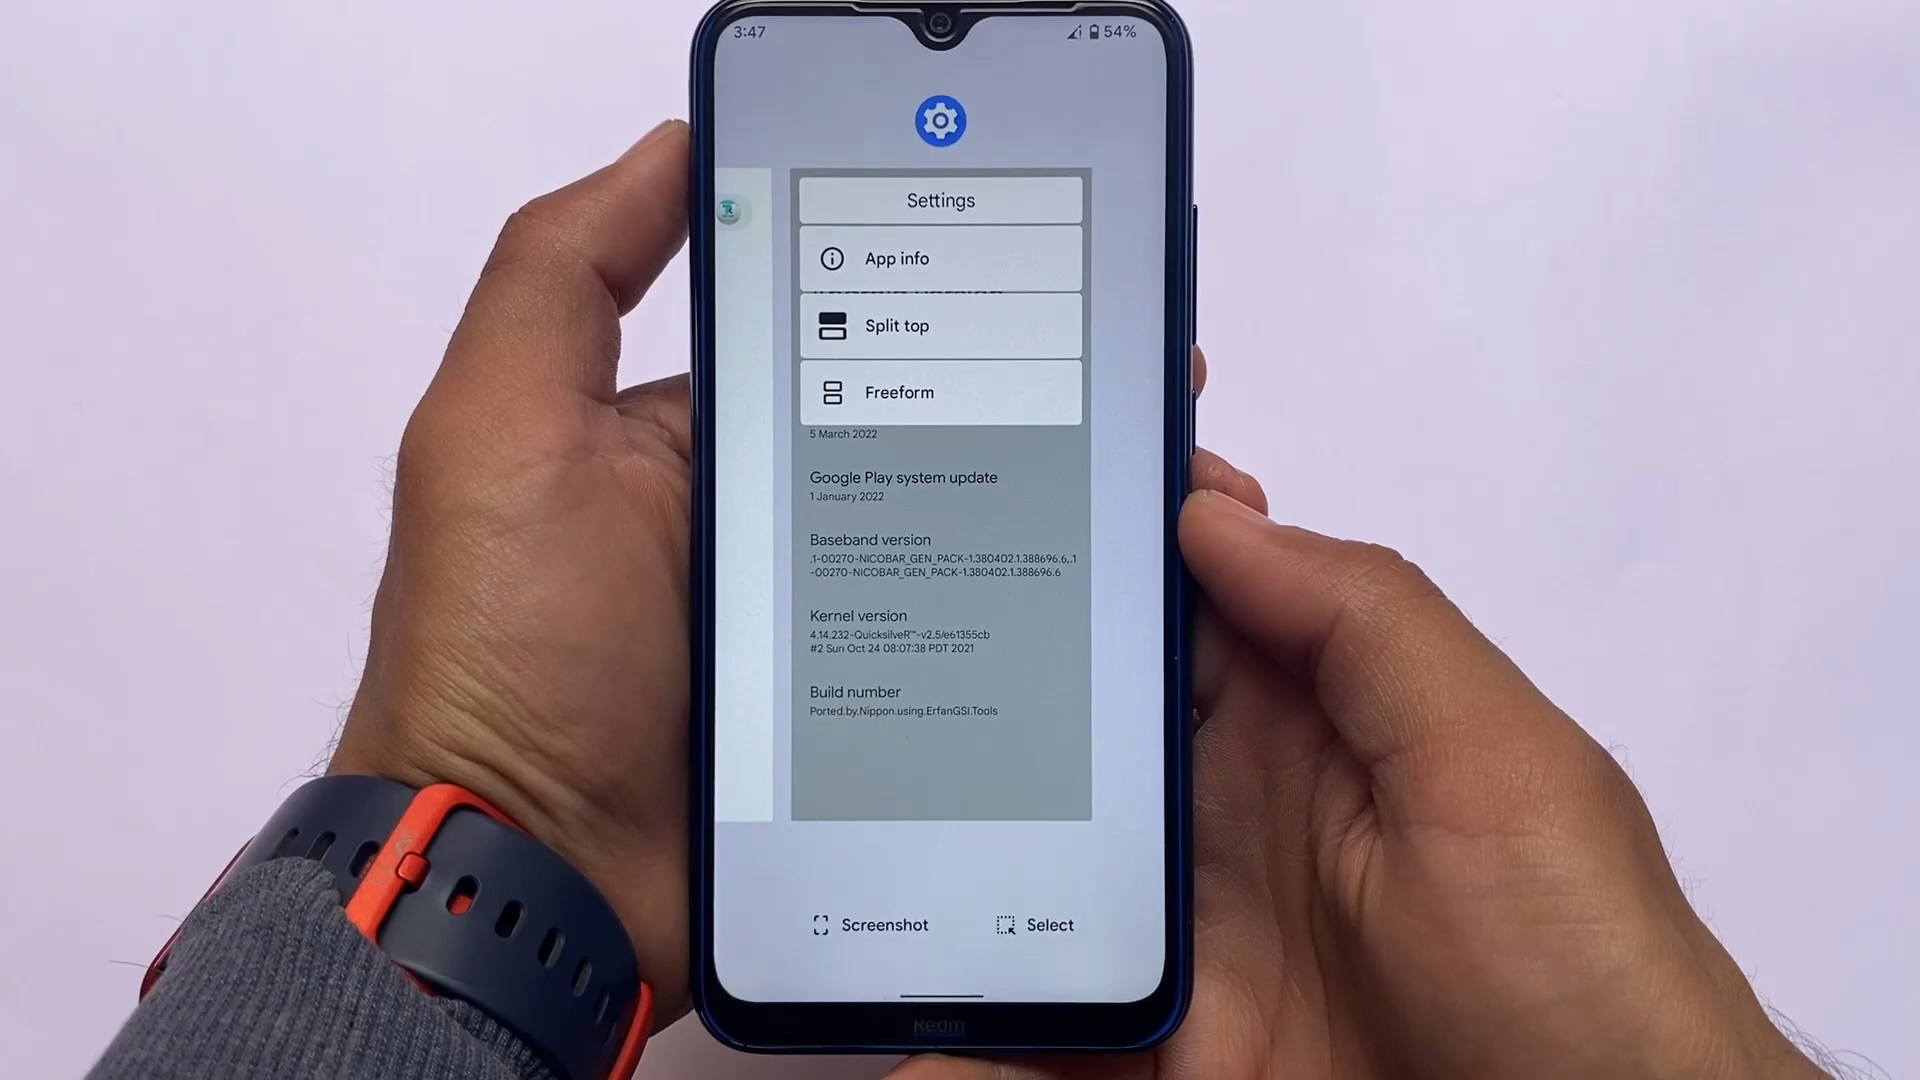 3:47
54%
Settings
App info
Split top
Freeform
5 March 2022
Google Play system update
1 January 2022
Baseband version
.1-00270-NICOBAR_GEN_PACK-1.380402.1.388696.6,.1
-00270-NICOBAR_GEN_PACK-1.380402.1.388696.6
Kernel version
4.14.232-QuicksilveR™-v2.5/e61355cb
#2 Sun Oct 24 08:07:38 PDT 2021
Build number
Ported.by.Nippon.using.ErfanGSI.Tools
Screenshot
Select
Redm